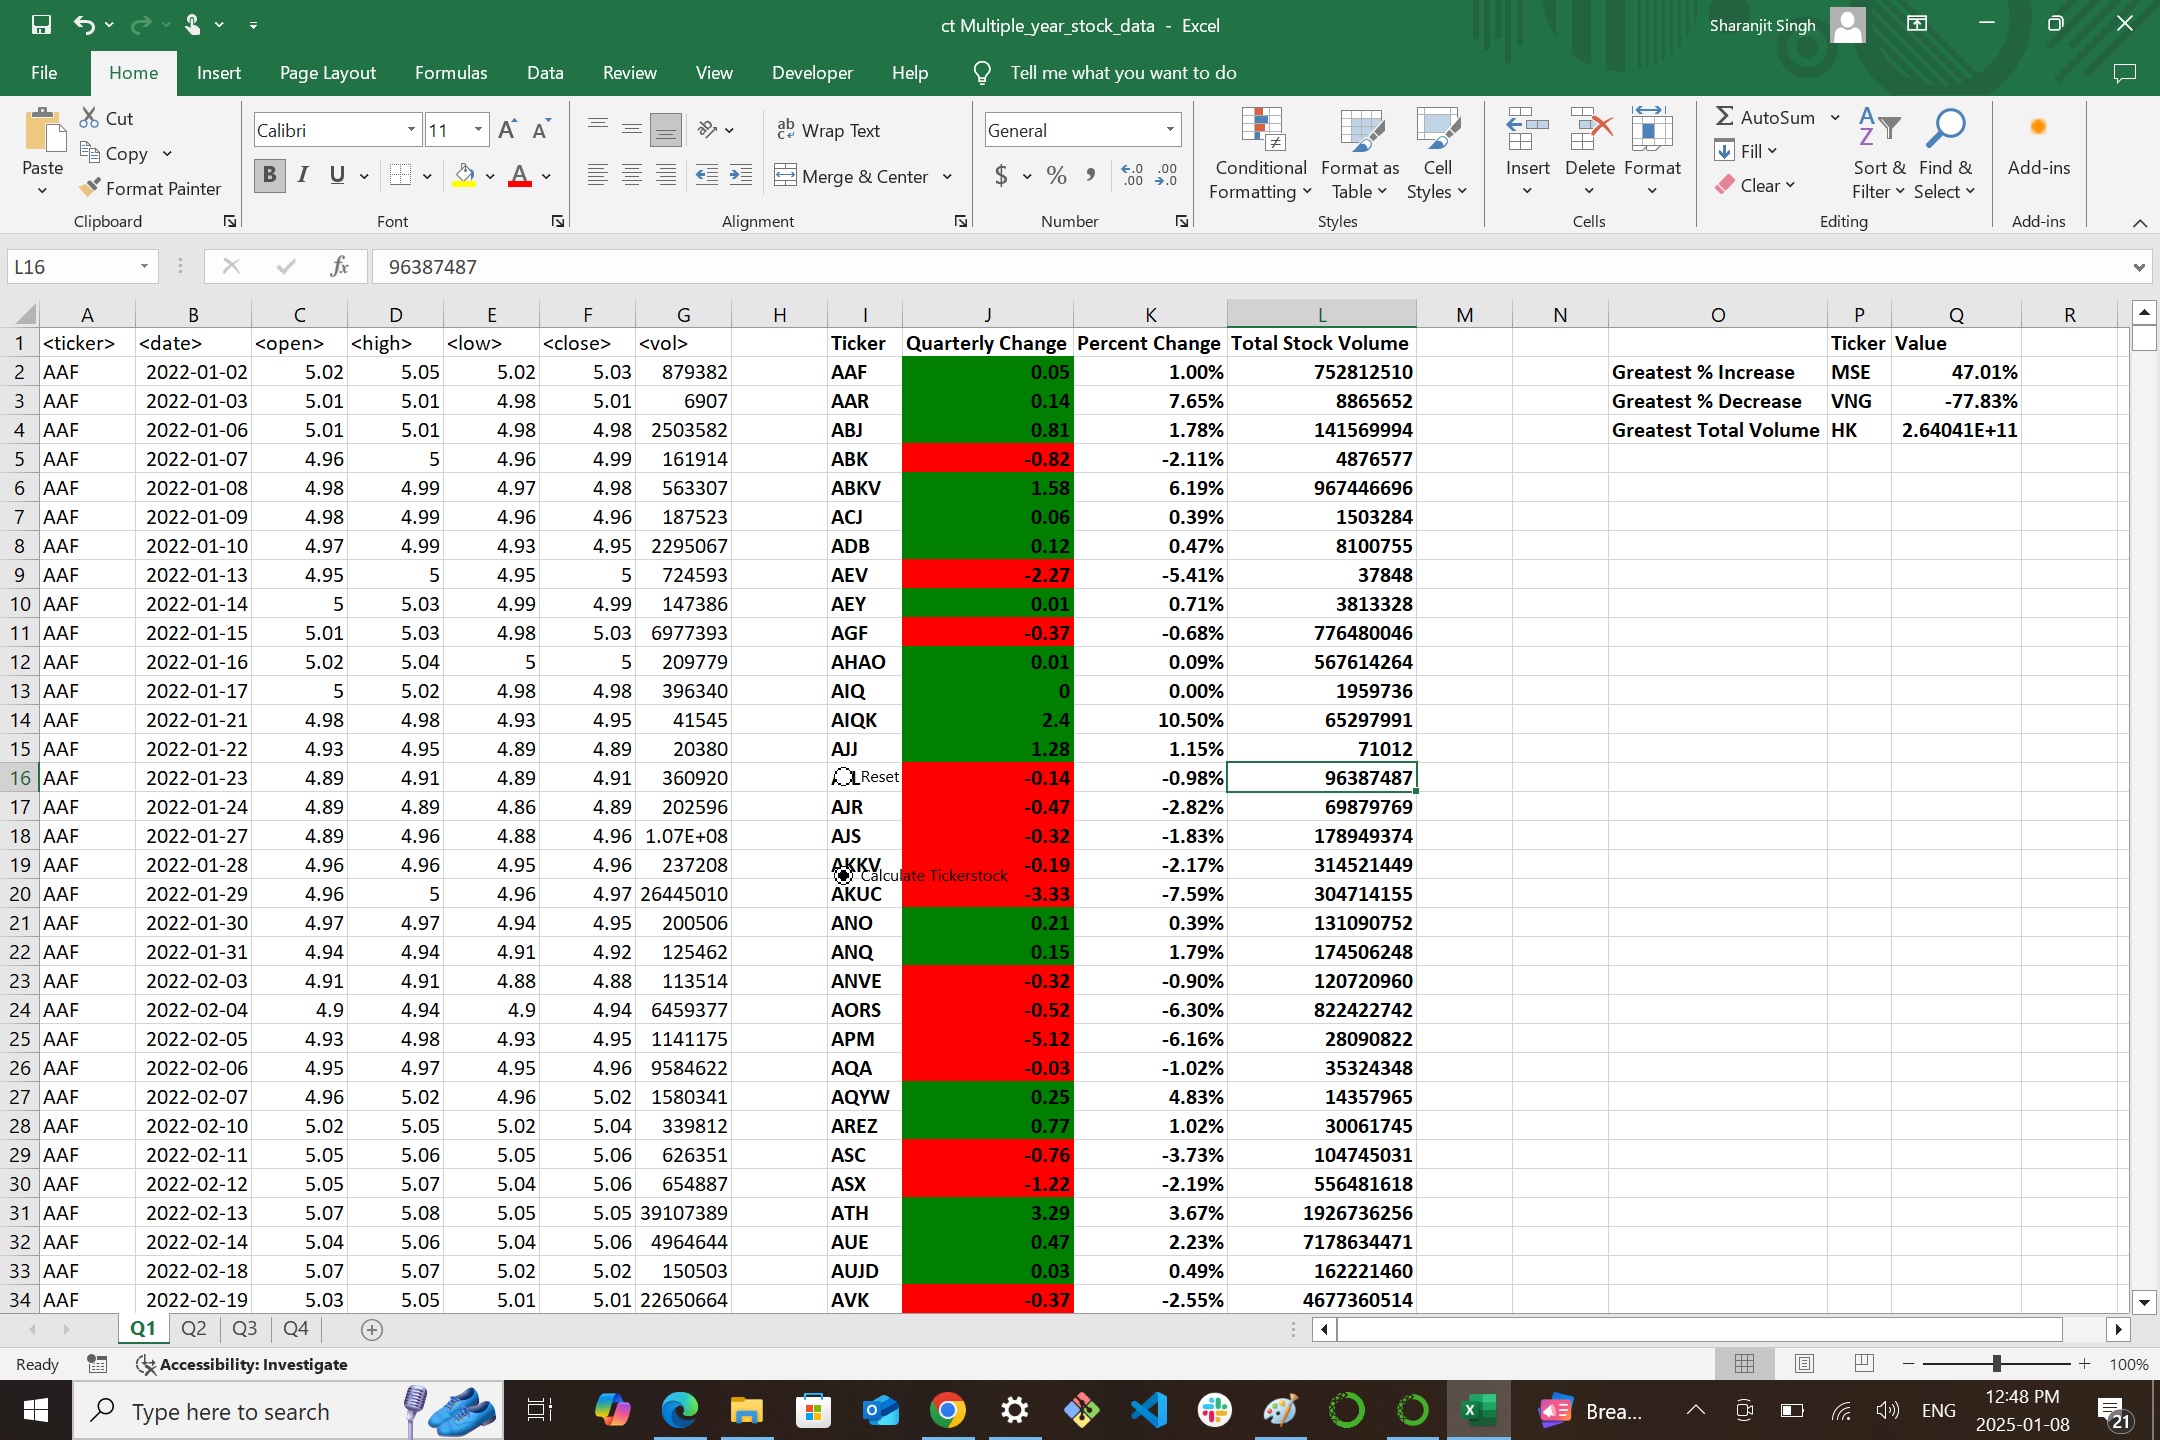 ct Multiple_year_stock_data - Excel
Sharanjit Singh
File Home Insert Page Layout Formulas Data Review View Developer Help Tell me what you want to do
Paste
Cut
Copy
Format Painter
Clipboard
Calibri 11
B I U
Font
Wrap Text
Merge & Center
Alignment
General
$ % ,
Number
Conditional Formatting
Format as Table
Cell Styles
Styles
Insert Delete Format
Cells
AutoSum
Fill
Clear
Sort & Filter
Find & Select
Editing
Add-ins
Add-ins
L16 fx 96387487
A B C D E F G H I J K L M N O P Q R
1 <ticker> <date> <open> <high> <low> <close> <vol> Ticker Quarterly Change Percent Change Total Stock Volume Ticker Value
2 AAF 2022-01-02 5.02 5.05 5.02 5.03 879382 AAF 0.05 1.00% 752812510 Greatest % Increase MSE 47.01%
3 AAF 2022-01-03 5.01 5.01 4.98 5.01 6907 AAR 0.14 7.65% 8865652 Greatest % Decrease VNG -77.83%
4 AAF 2022-01-06 5.01 5.01 4.98 4.98 2503582 ABJ 0.81 1.78% 141569994 Greatest Total Volume HK 2.64041E+11
5 AAF 2022-01-07 4.96 5 4.96 4.99 161914 ABK -0.82 -2.11% 4876577
6 AAF 2022-01-08 4.98 4.99 4.97 4.98 563307 ABKV 1.58 6.19% 967446696
7 AAF 2022-01-09 4.98 4.99 4.96 4.96 187523 ACJ 0.06 0.39% 1503284
8 AAF 2022-01-10 4.97 4.99 4.93 4.95 2295067 ADB 0.12 0.47% 8100755
9 AAF 2022-01-13 4.95 5 4.95 5 724593 AEV -2.27 -5.41% 37848
10 AAF 2022-01-14 5 5.03 4.99 4.99 147386 AEY 0.01 0.71% 3813328
11 AAF 2022-01-15 5.01 5.03 4.98 5.03 6977393 AGF -0.37 -0.68% 776480046
12 AAF 2022-01-16 5.02 5.04 5 5 209779 AHAO 0.01 0.09% 567614264
13 AAF 2022-01-17 5 5.02 4.98 4.98 396340 AIQ 0 0.00% 1959736
14 AAF 2022-01-21 4.98 4.98 4.93 4.95 41545 AIQK 2.4 10.50% 65297991
15 AAF 2022-01-22 4.93 4.95 4.89 4.89 20380 AJJ 1.28 1.15% 71012
16 AAF 2022-01-23 4.89 4.91 4.89 4.91 360920 Reset -0.14 -0.98% 96387487
17 AAF 2022-01-24 4.89 4.89 4.86 4.89 202596 AJR -0.47 -2.82% 69879769
18 AAF 2022-01-27 4.89 4.96 4.88 4.96 1.07E+08 AJS -0.32 -1.83% 178949374
19 AAF 2022-01-28 4.96 4.96 4.95 4.96 237208 AKKV -0.19 -2.17% 314521449
Calculate Tickerstock
20 AAF 2022-01-29 4.96 5 4.96 4.97 26445010 AKUC -3.33 -7.59% 304714155
21 AAF 2022-01-30 4.97 4.97 4.94 4.95 200506 ANO 0.21 0.39% 131090752
22 AAF 2022-01-31 4.94 4.94 4.91 4.92 125462 ANQ 0.15 1.79% 174506248
23 AAF 2022-02-03 4.91 4.91 4.88 4.88 113514 ANVE -0.32 -0.90% 120720960
24 AAF 2022-02-04 4.9 4.94 4.9 4.94 6459377 AORS -0.52 -6.30% 822422742
25 AAF 2022-02-05 4.93 4.98 4.93 4.95 1141175 APM -5.12 -6.16% 28090822
26 AAF 2022-02-06 4.95 4.97 4.95 4.96 9584622 AQA -0.03 -1.02% 35324348
27 AAF 2022-02-07 4.96 5.02 4.96 5.02 1580341 AQYW 0.25 4.83% 14357965
28 AAF 2022-02-10 5.02 5.05 5.02 5.04 339812 AREZ 0.77 1.02% 30061745
29 AAF 2022-02-11 5.05 5.06 5.05 5.06 626351 ASC -0.76 -3.73% 104745031
30 AAF 2022-02-12 5.05 5.07 5.04 5.06 654887 ASX -1.22 -2.19% 556481618
31 AAF 2022-02-13 5.07 5.08 5.05 5.05 39107389 ATH 3.29 3.67% 1926736256
32 AAF 2022-02-14 5.04 5.06 5.04 5.06 4964644 AUE 0.47 2.23% 7178634471
33 AAF 2022-02-18 5.07 5.07 5.02 5.02 150503 AUJD 0.03 0.49% 162221460
34 AAF 2022-02-19 5.03 5.05 5.01 5.01 22650664 AVK -0.37 -2.55% 4677360514
Q1 Q2 Q3 Q4
Ready Accessibility: Investigate 100%
Type here to search Brea... ENG 12:48 PM
2025-01-08 21